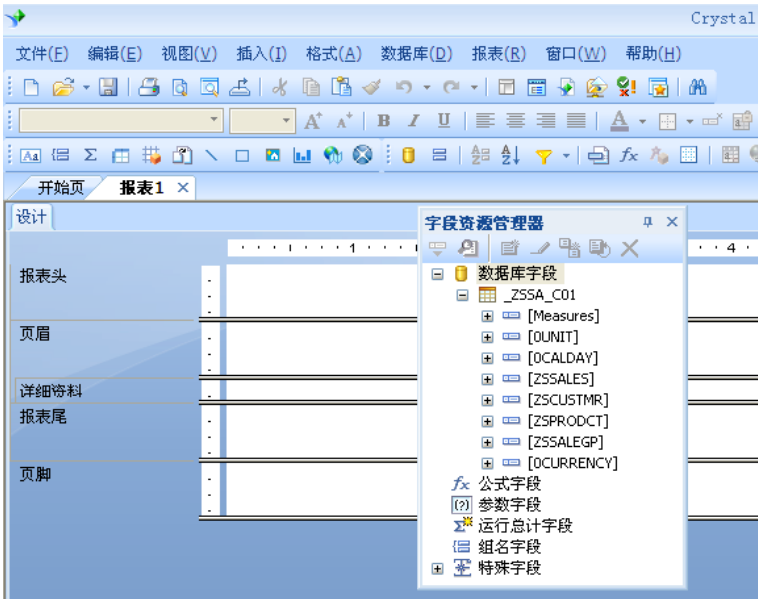 Crystal
文件(F) 编辑(E) 视图(V) 插入(I) 格式(A) 数据库(D) 报表(R) 窗口(W) 帮助(H)
开始页 报表1
设计
1
4
字段资源管理器
报表头
页眉
详细资料
报表尾
页脚
数据库字段
_ZSSA_C01
[Measures]
[0UNIT]
[0CALDAY]
[ZSSALES]
[ZSCUSTMR]
[ZSPRODCT]
[ZSSALEGP]
[0CURRENCY]
公式字段
参数字段
运行总计字段
组名字段
特殊字段